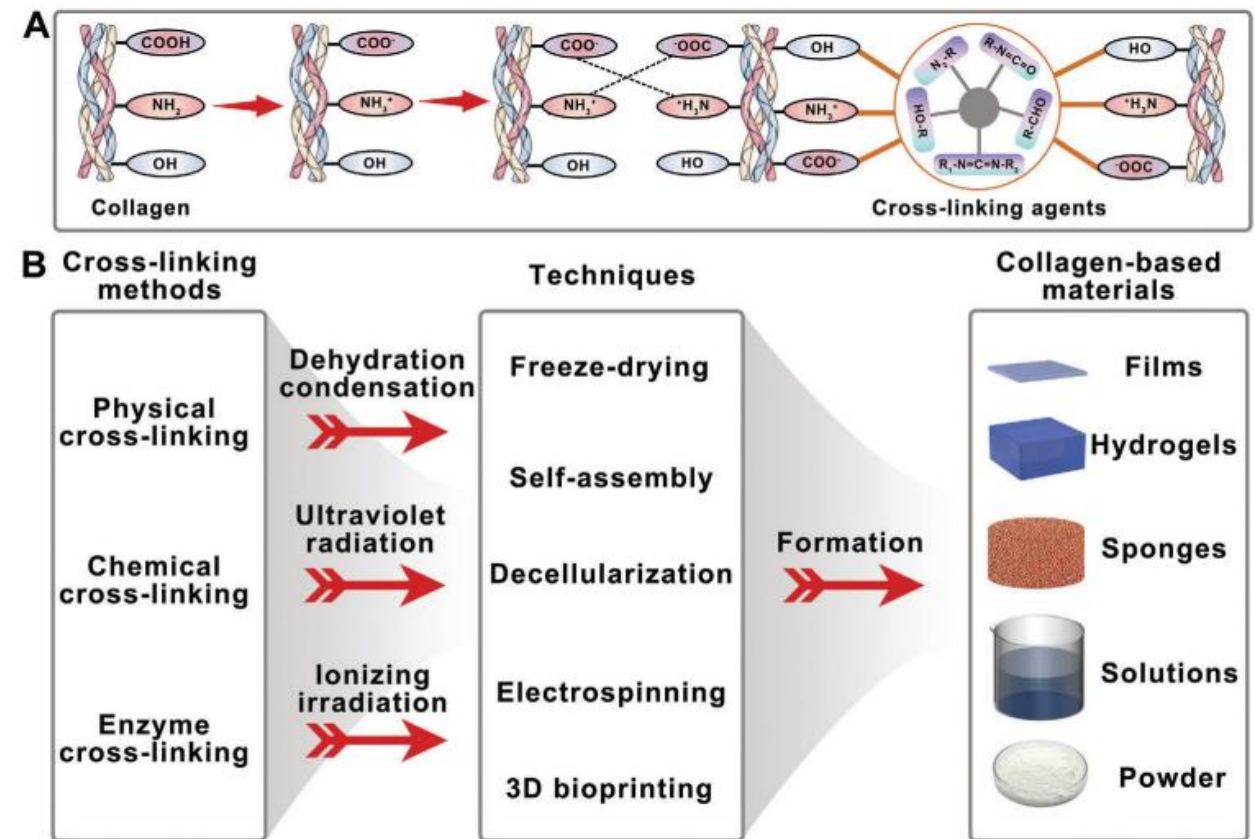 A
COOH
COO⁻
COO⁻
⁻OOC
OH
HO
NH₂
NH₃⁺
NH₃⁺
⁺H₃N
NH₃⁺
⁺H₃N
OH
OH
OH
HO
COO⁻
⁻OOC
N₃-R
R-N=C=O
HO-R
R-CHO
R₁-N=C=N-R₂
Collagen
Cross-linking agents
B
Cross-linking
methods
Techniques
Collagen-based
materials
Physical
cross-linking
Chemical
cross-linking
Enzyme
cross-linking
Dehydration
condensation
Ultraviolet
radiation
Ionizing
irradiation
Freeze-drying
Self-assembly
Decellularization
Electrospinning
3D bioprinting
Formation
Films
Hydrogels
Sponges
Solutions
Powder